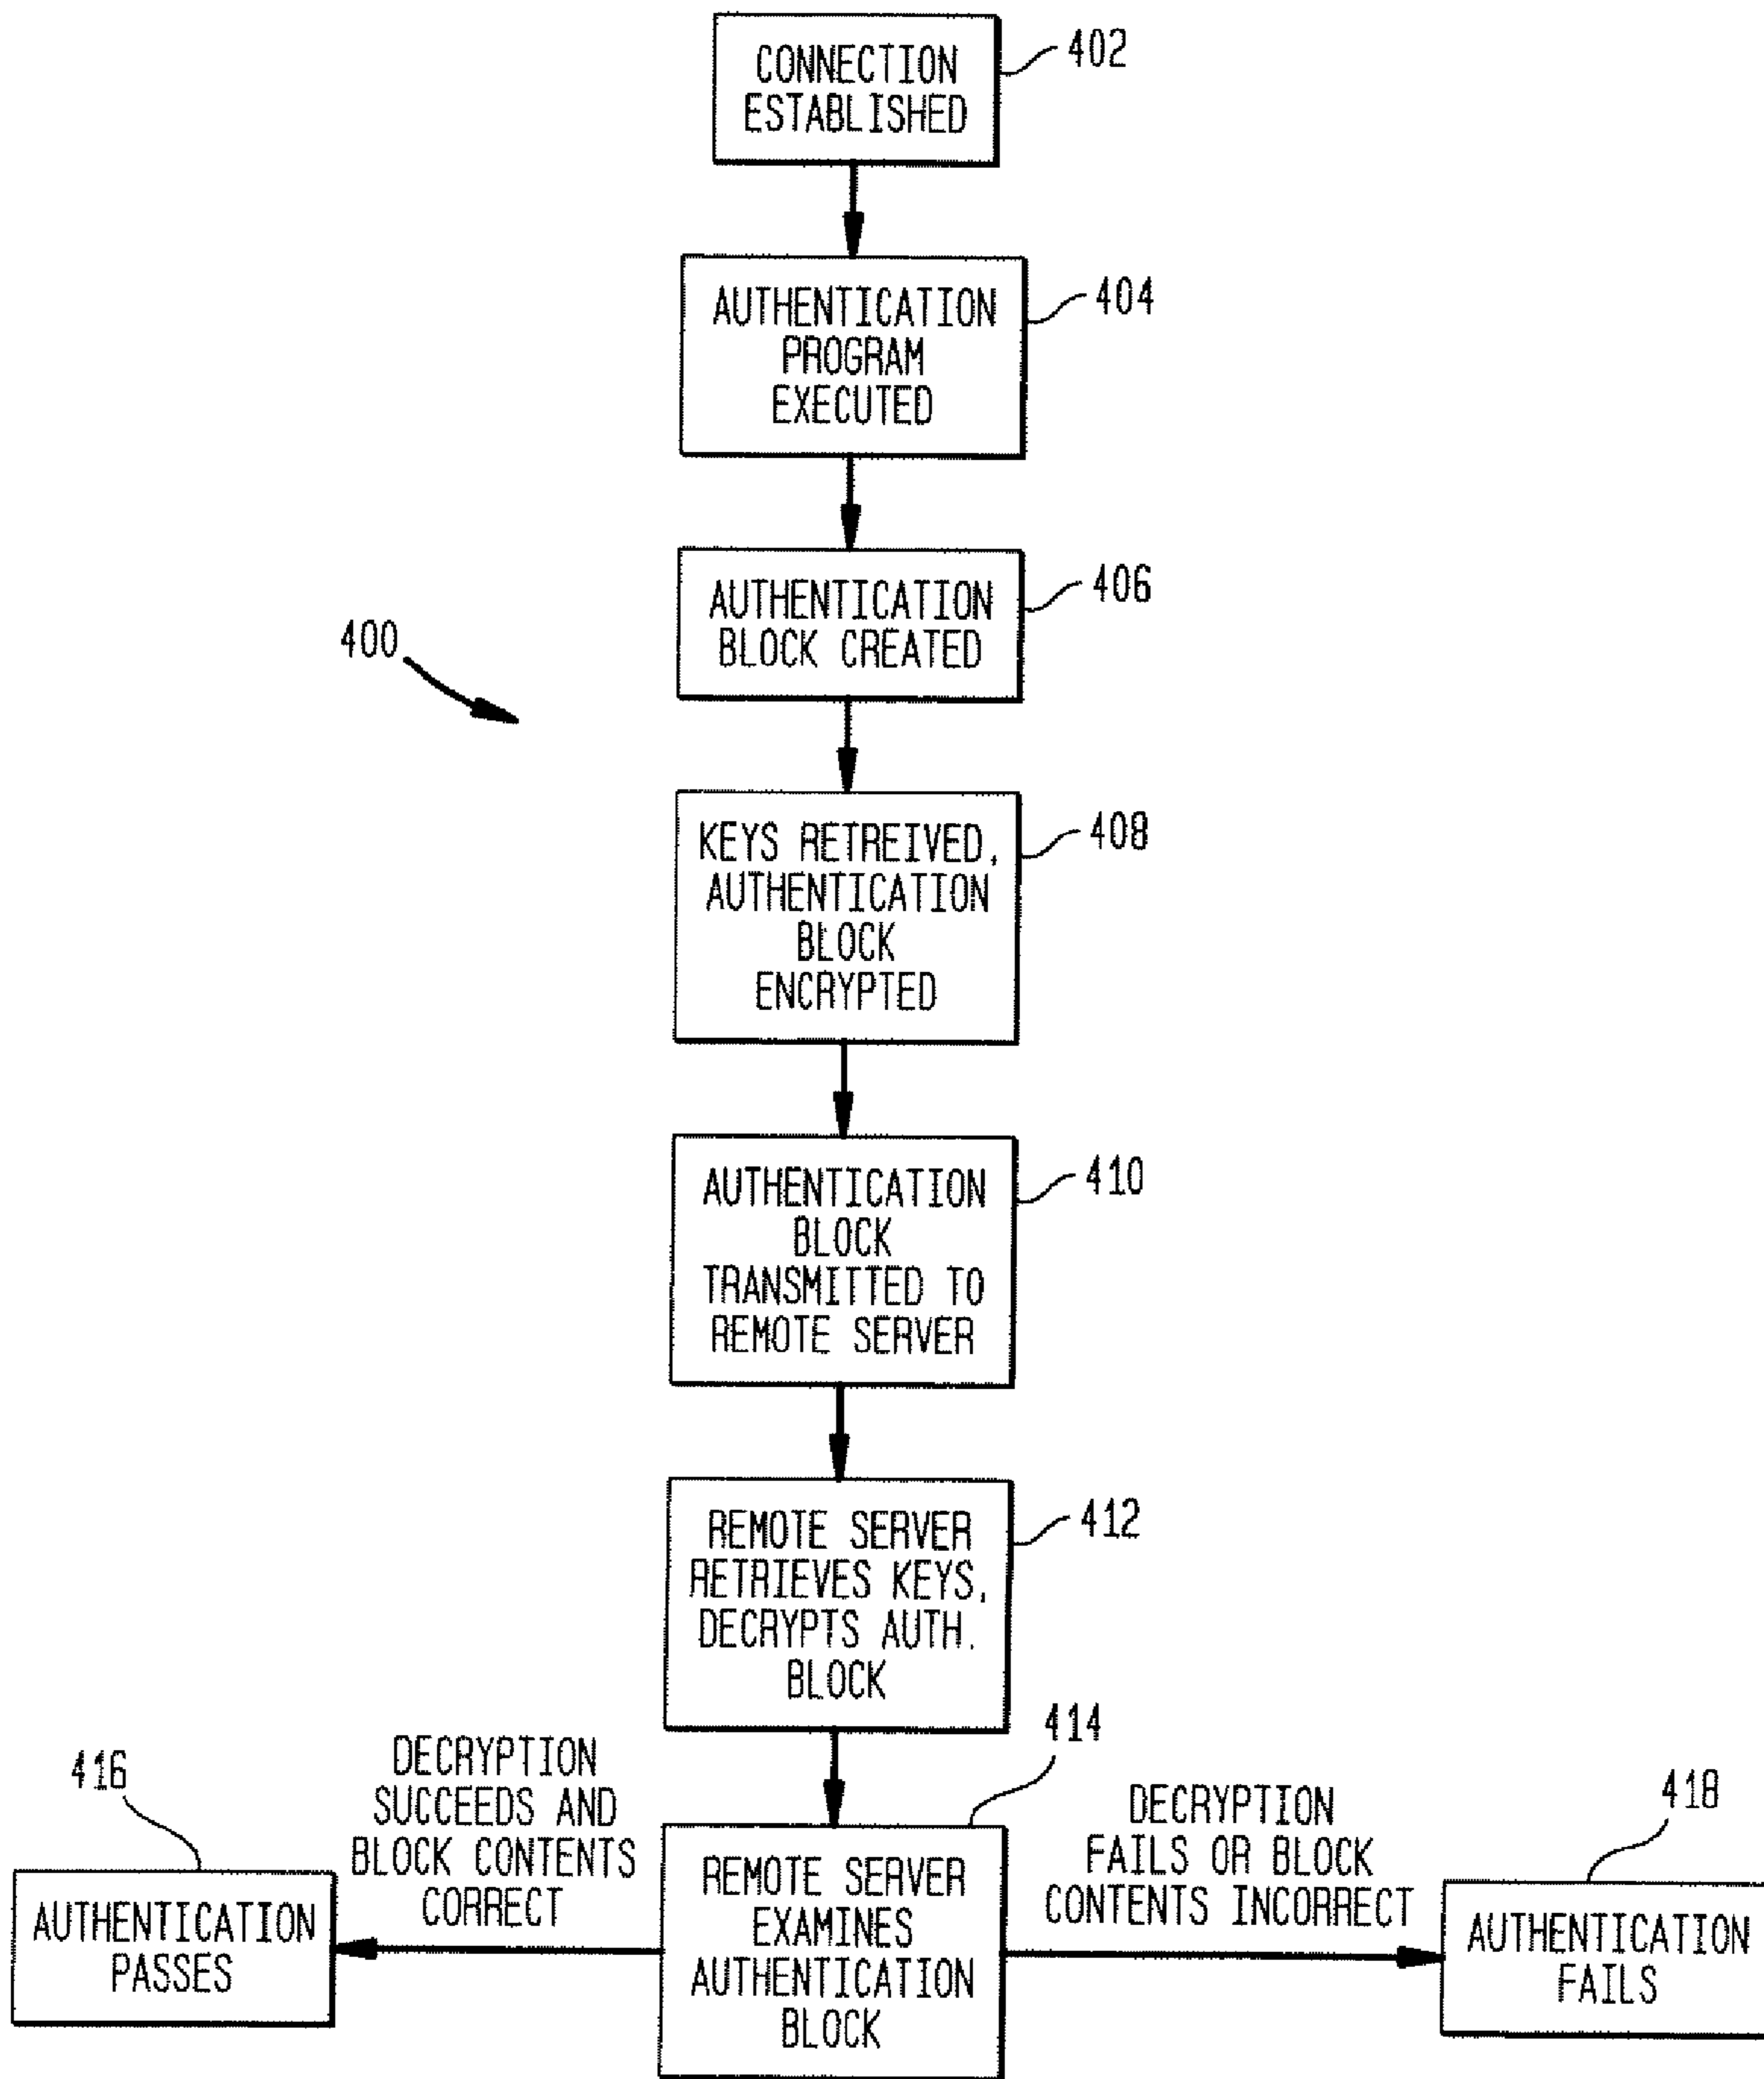 CONNECTION
ESTABLISHED
402
AUTHENTICATION
PROGRAM
EXECUTED
404
AUTHENTICATION
BLOCK CREATED
406
400
KEYS RETREIVED,
AUTHENTICATION
BLOCK
ENCRYPTED
408
AUTHENTICATION
BLOCK
TRANSMITTED TO
REMOTE SERVER
410
REMOTE SERVER
RETRIEVES KEYS,
DECRYPTS AUTH.
BLOCK
412
414
416
DECRYPTION
SUCCEEDS AND
BLOCK CONTENTS
CORRECT
DECRYPTION
FAILS OR BLOCK
CONTENTS INCORRECT
418
AUTHENTICATION
PASSES
REMOTE SERVER
EXAMINES
AUTHENTICATION
BLOCK
AUTHENTICATION
FAILS